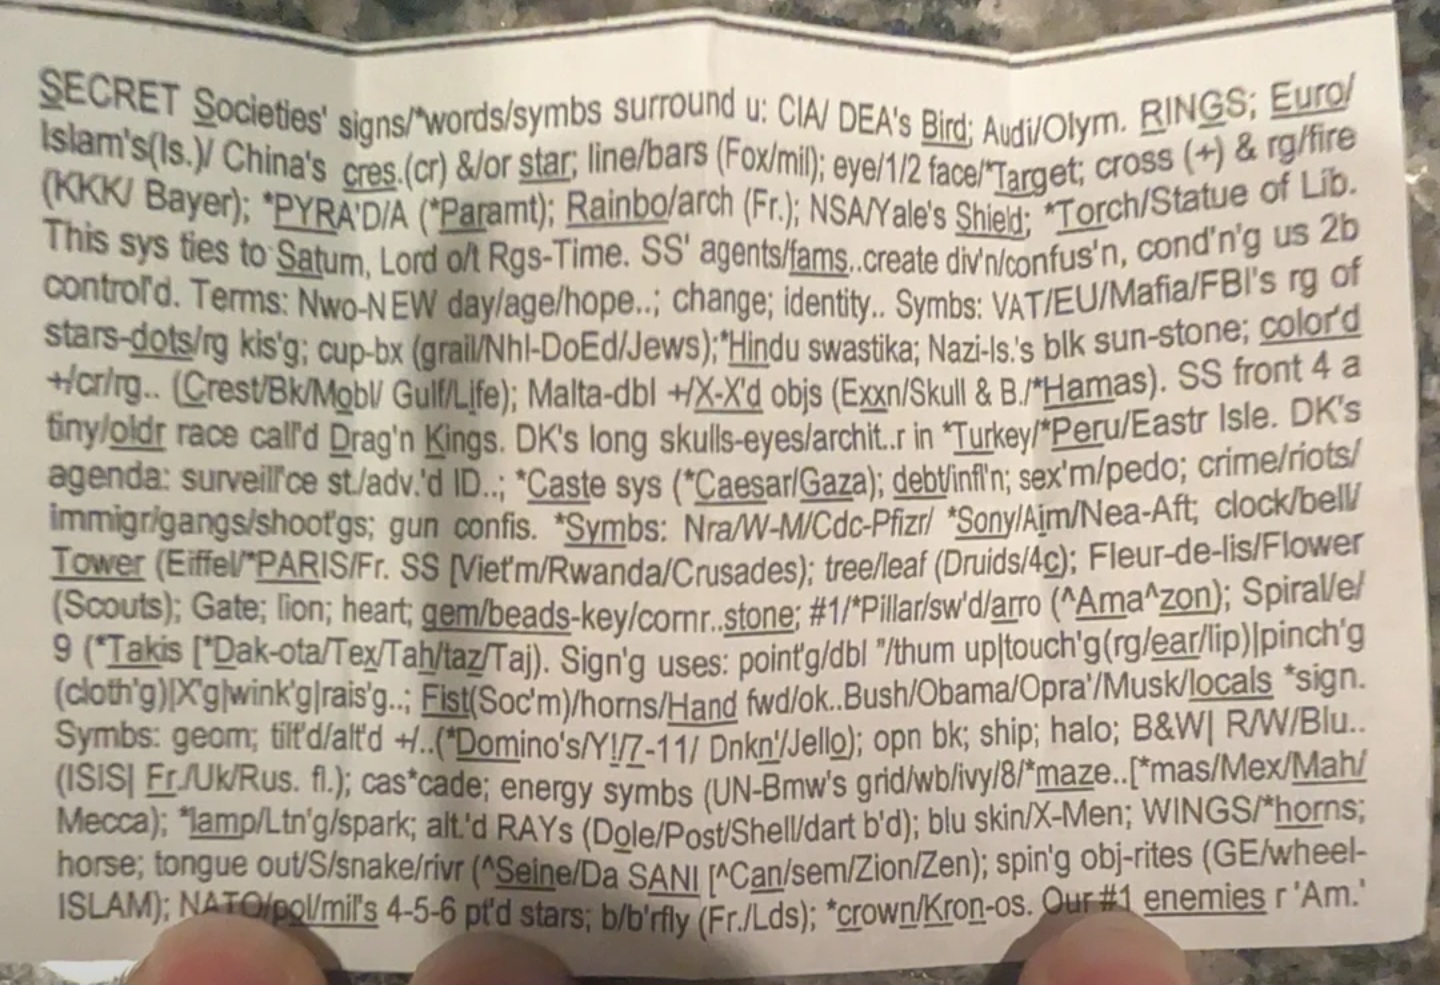 SECRET Societies' signs/*words/symbs surround u: CIA/ DEA's Bird; Audi/Olym. RINGS; Euro/
Islam's(Is.)/ China's cres.(cr) &/or star; line/bars (Fox/mil); eye/1/2 face/*Target; cross (+) & rg/fire
(KKK/ Bayer); *PYRA'D/A (*Paramt); Rainbo/arch (Fr.); NSA/Yale's Shield; *Torch/Statue of Lib.
This sys ties to Saturn, Lord o/t Rgs-Time. SS' agents/fams..create div'n/confus'n, cond'n'g us 2b
control'd. Terms: Nwo-NEW day/age/hope..; change; identity.. Symbs: VAT/EU/Mafia/FBI's rg of
stars-dots/rg kis'g; cup-bx (grail/Nhl-DoEd/Jews);*Hindu swastika; Nazi-Is.'s blk sun-stone; color'd
+/cr/rg.. (Crest/Bk/Mobl/ Gulf/Life); Malta-dbl +/X-X'd objs (Exxn/Skull & B./*Hamas). SS front 4 a
tiny/oldr race call'd Drag'n Kings. DK's long skulls-eyes/archit..r in *Turkey/*Peru/Eastr Isle. DK's
agenda: surveill'ce st./adv.'d ID..; *Caste sys (*Caesar/Gaza); debt/infl'n; sex'm/pedo; crime/riots/
immigr/gangs/shoot'gs; gun confis. *Symbs: Nra/W-M/Cdc-Pfizr/ *Sony/Aim/Nea-Aft; clock/bell/
Tower (Eiffel/*PARIS/Fr. SS [Viet'm/Rwanda/Crusades); tree/leaf (Druids/4c); Fleur-de-lis/Flower
(Scouts); Gate; lion; heart; gem/beads-key/cornr..stone; #1/*Pillar/sw'd/arro (^Ama^zon); Spiral/e/
9 (*Takis [*Dak-ota/Tex/Tah/taz/Taj). Sign'g uses: point'g/dbl "/thum up|touch'g(rg/ear/lip)|pinch'g
(cloth'g)|X'g|wink'g|rais'g..; Fist(Soc'm)/horns/Hand fwd/ok..Bush/Obama/Opra'/Musk/locals *sign.
Symbs: geom; tilt'd/alt'd +/..(*Domino's/Y!/7-11/ Dnkn'/Jello); opn bk; ship; halo; B&W| R/W/Blu..
(ISIS| Fr./Uk/Rus. fl.); cas*cade; energy symbs (UN-Bmw's grid/wb/ivy/8/*maze..[*mas/Mex/Mah/
Mecca); *lamp/Ltn'g/spark; alt.'d RAYs (Dole/Post/Shell/dart b'd); blu skin/X-Men; WINGS/*horns;
horse; tongue out/S/snake/rivr (^Seine/Da SANI [^Can/sem/Zion/Zen); spin'g obj-rites (GE/wheel-
ISLAM); NATO/pol/mil's 4-5-6 pt'd stars; b/b'rfly (Fr./Lds); *crown/Kron-os. Our #1 enemies r 'Am.'